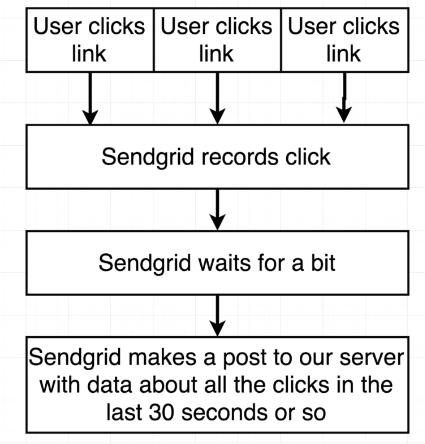 User clicks link
User clicks link
User clicks link
Sendgrid records click
Sendgrid waits for a bit
Sendgrid makes a post to our server
with data about all the clicks in the
last 30 seconds or so